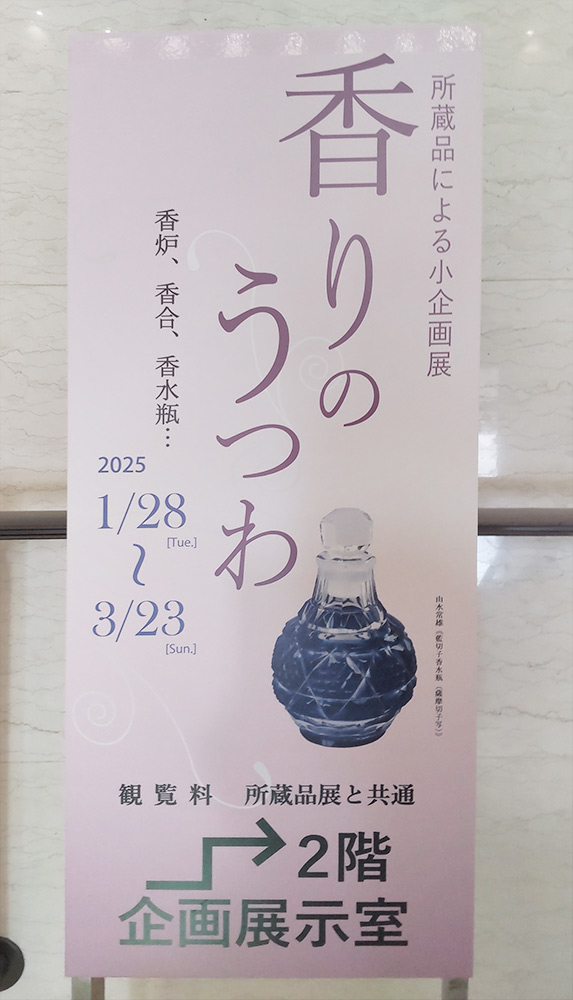 所蔵品による小企画展
香りの
うつわ
香炉、香合、香水瓶…
2025
1/28
[Tue.]
〜
3/23
[Sun.]
由水常雄《藍切子香水瓶（薩摩切子写）》
観覧料 所蔵品展と共通
2階
企画展示室